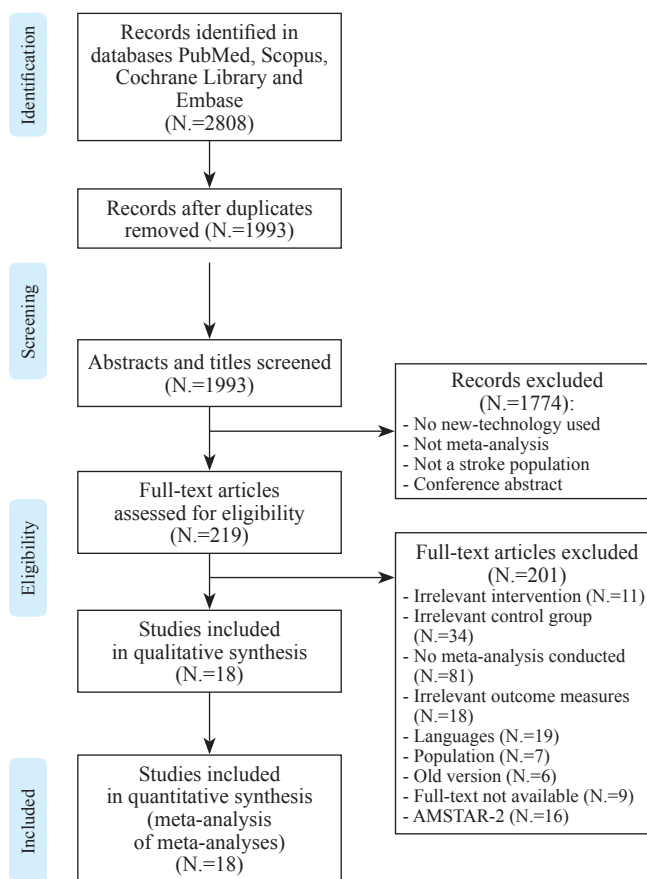 Identification
Records identified in
databases PubMed, Scopus,
Cochrane Library and
Embase
(N.=2808)
Records after duplicates
removed (N.=1993)
Screening
Abstracts and titles screened
(N.=1993)
Records excluded
(N.=1774):
- No new-technology used
- Not meta-analysis
- Not a stroke population
- Conference abstract
Eligibility
Full-text articles
assessed for eligibility
(N.=219)
Full-text articles excluded
(N.=201)
- Irrelevant intervention (N.=11)
- Irrelevant control group
(N.=34)
- No meta-analysis conducted
(N.=81)
- Irrelevant outcome measures
(N.=18)
- Languages (N.=19)
- Population (N.=7)
- Old version (N.=6)
- Full-text not available (N.=9)
- AMSTAR-2 (N.=16)
Studies included
in qualitative synthesis
(N.=18)
Included
Studies included
in quantitative synthesis
(meta-analysis
of meta-analyses)
(N.=18)